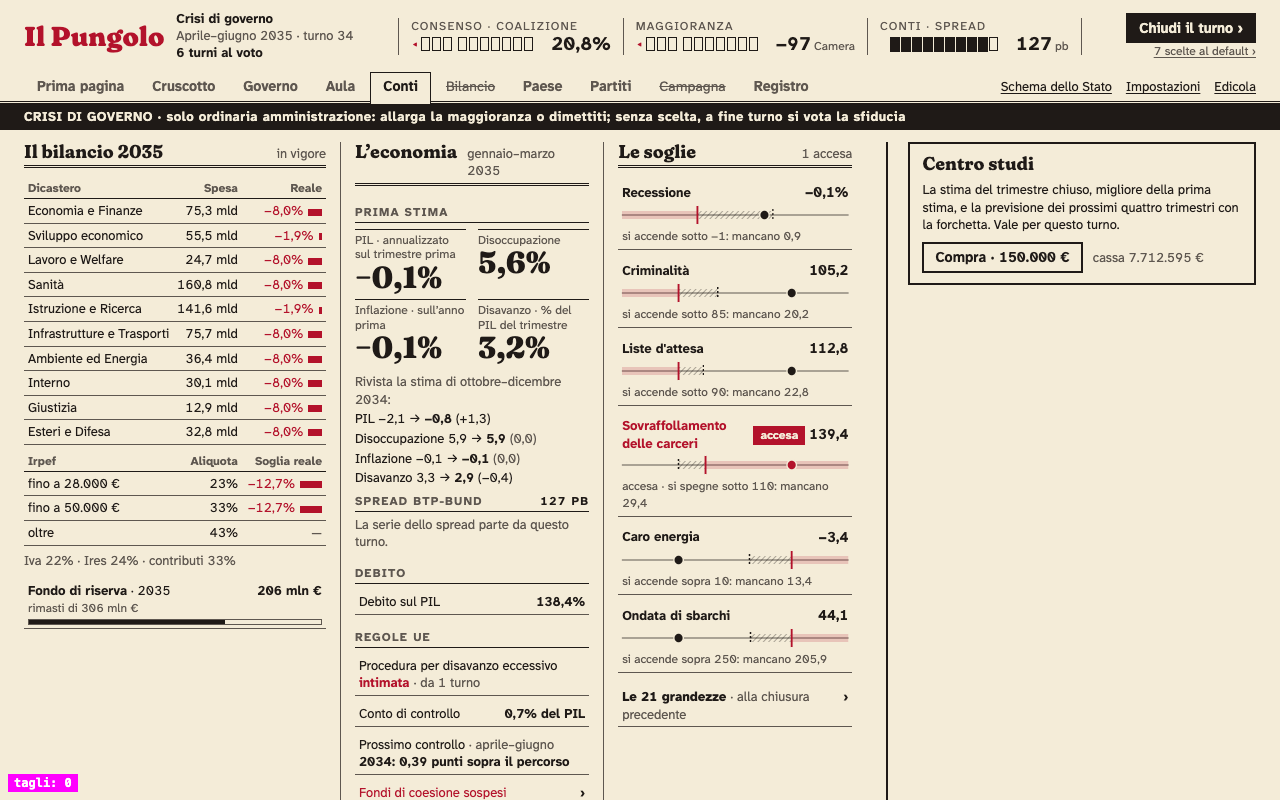 Il Pungolo
Crisi di governo
Aprile–giugno 2035 · turno 34
6 turni al voto
CONSENSO · COALIZIONE
20,8%
MAGGIORANZA
−97 Camera
CONTI · SPREAD
127 pb
Chiudi il turno ›
7 scelte al default ›
Prima pagina Cruscotto Governo Aula Conti Bilancio Paese Partiti Campagna Registro
Schema dello Stato Impostazioni Edicola
CRISI DI GOVERNO · solo ordinaria amministrazione: allarga la maggioranza o dimettiti; senza scelta, a fine turno si vota la sfiducia
Il bilancio 2035 in vigore
Dicastero Spesa Reale
Economia e Finanze 75,3 mld −8,0%
Sviluppo economico 55,5 mld −1,9%
Lavoro e Welfare 24,7 mld −8,0%
Sanità 160,8 mld −8,0%
Istruzione e Ricerca 141,6 mld −1,9%
Infrastrutture e Trasporti 75,7 mld −8,0%
Ambiente ed Energia 36,4 mld −8,0%
Interno 30,1 mld −8,0%
Giustizia 12,9 mld −8,0%
Esteri e Difesa 32,8 mld −8,0%
Irpef Aliquota Soglia reale
fino a 28.000 € 23% −12,7%
fino a 50.000 € 33% −12,7%
oltre 43% —
Iva 22% · Ires 24% · contributi 33%
Fondo di riserva · 2035 206 mln €
rimasti di 306 mln €
L'economia gennaio–marzo
2035
PRIMA STIMA
PIL · annualizzato
sul trimestre prima
−0,1%
Disoccupazione
5,6%
Inflazione · sull'anno
prima
−0,1%
Disavanzo · % del
PIL del trimestre
3,2%
Rivista la stima di ottobre–dicembre
2034:
PIL −2,1 → −0,8 (+1,3)
Disoccupazione 5,9 → 5,9 (0,0)
Inflazione −0,1 → −0,1 (0,0)
Disavanzo 3,3 → 2,9 (−0,4)
SPREAD BTP-BUND 127 PB
La serie dello spread parte da questo
turno.
DEBITO
Debito sul PIL 138,4%
REGOLE UE
Procedura per disavanzo eccessivo
intimata · da 1 turno
Conto di controllo 0,7% del PIL
Prossimo controllo · aprile–giugno
2034: 0,39 punti sopra il percorso
Fondi di coesione sospesi ›
Le soglie 1 accesa
Recessione −0,1%
si accende sotto −1: mancano 0,9
Criminalità 105,2
si accende sotto 85: mancano 20,2
Liste d'attesa 112,8
si accende sotto 90: mancano 22,8
Sovraffollamento
delle carceri
accesa 139,4
accesa · si spegne sotto 110: mancano
29,4
Caro energia −3,4
si accende sopra 10: mancano 13,4
Ondata di sbarchi 44,1
si accende sopra 250: mancano 205,9
Le 21 grandezze · alla chiusura
precedente ›
Centro studi
La stima del trimestre chiuso, migliore della prima
stima, e la previsione dei prossimi quattro trimestri con
la forchetta. Vale per questo turno.
Compra · 150.000 € cassa 7.712.595 €
tagli: 0